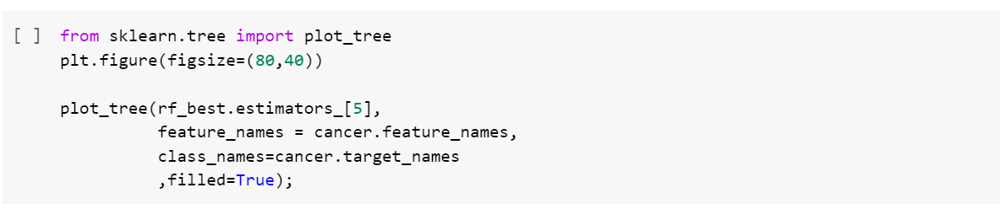 [ ] from sklearn.tree import plot_tree
plt.figure(figsize=(80,40))
plot_tree(rf_best.estimators_[5],
feature_names = cancer.feature_names,
class_names=cancer.target_names
,filled=True);